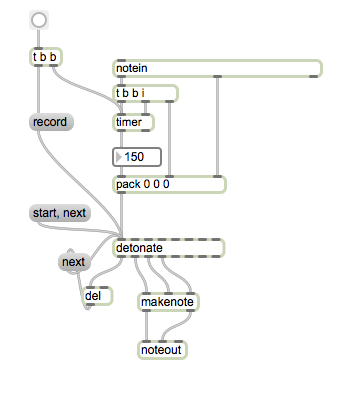 t b b
notein
t b b i
record
timer
150
pack 0 0 0
start, next
detonate
next
del
makenote
noteout